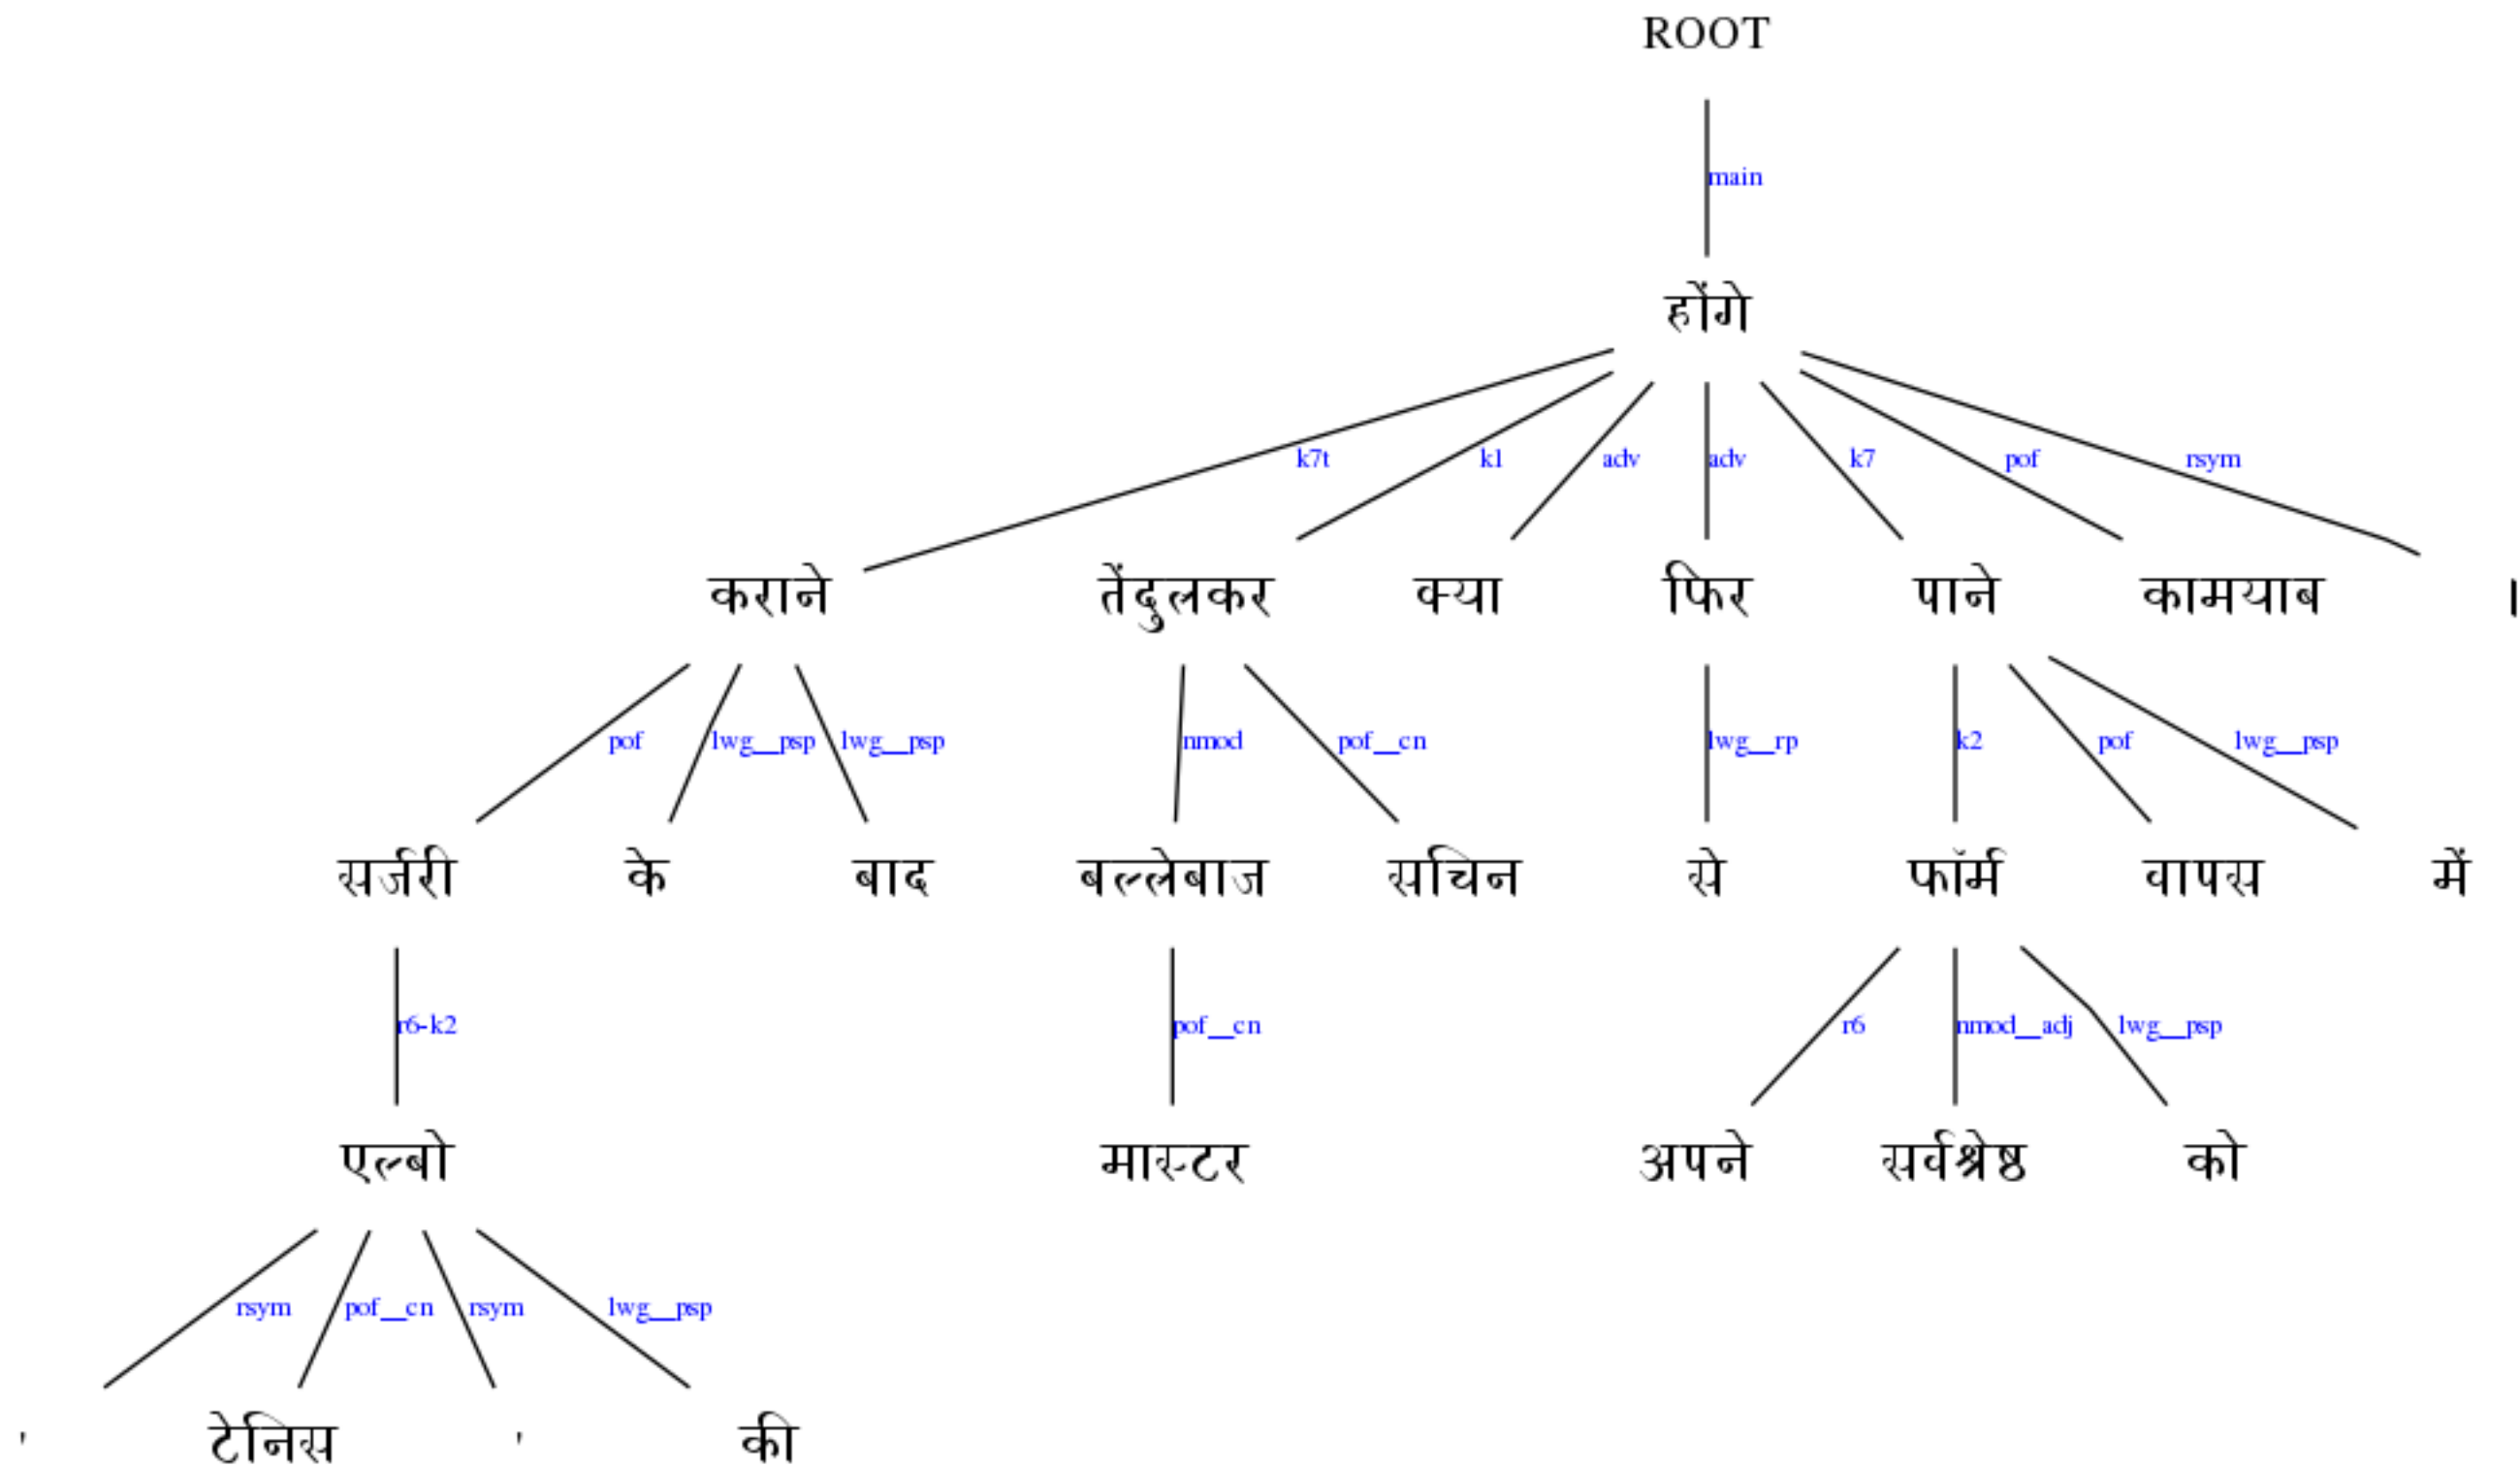 ROOT
main
होंगे
k7t k1 adv adv k7 pof rsym
कराने तेंदुलकर क्या फिर पाने कामयाब ।
pof lwg__psp lwg__psp nmod pof__cn lwg__rp k2 pof lwg__psp
सर्जरी के बाद बल्लेबाज सचिन से फॉर्म वापस में
r6-k2 pof__cn r6 nmod__adj lwg__psp
एल्बो मास्टर अपने सर्वश्रेष्ठ को
rsym pof__cn rsym lwg__psp
' टेनिस ' की